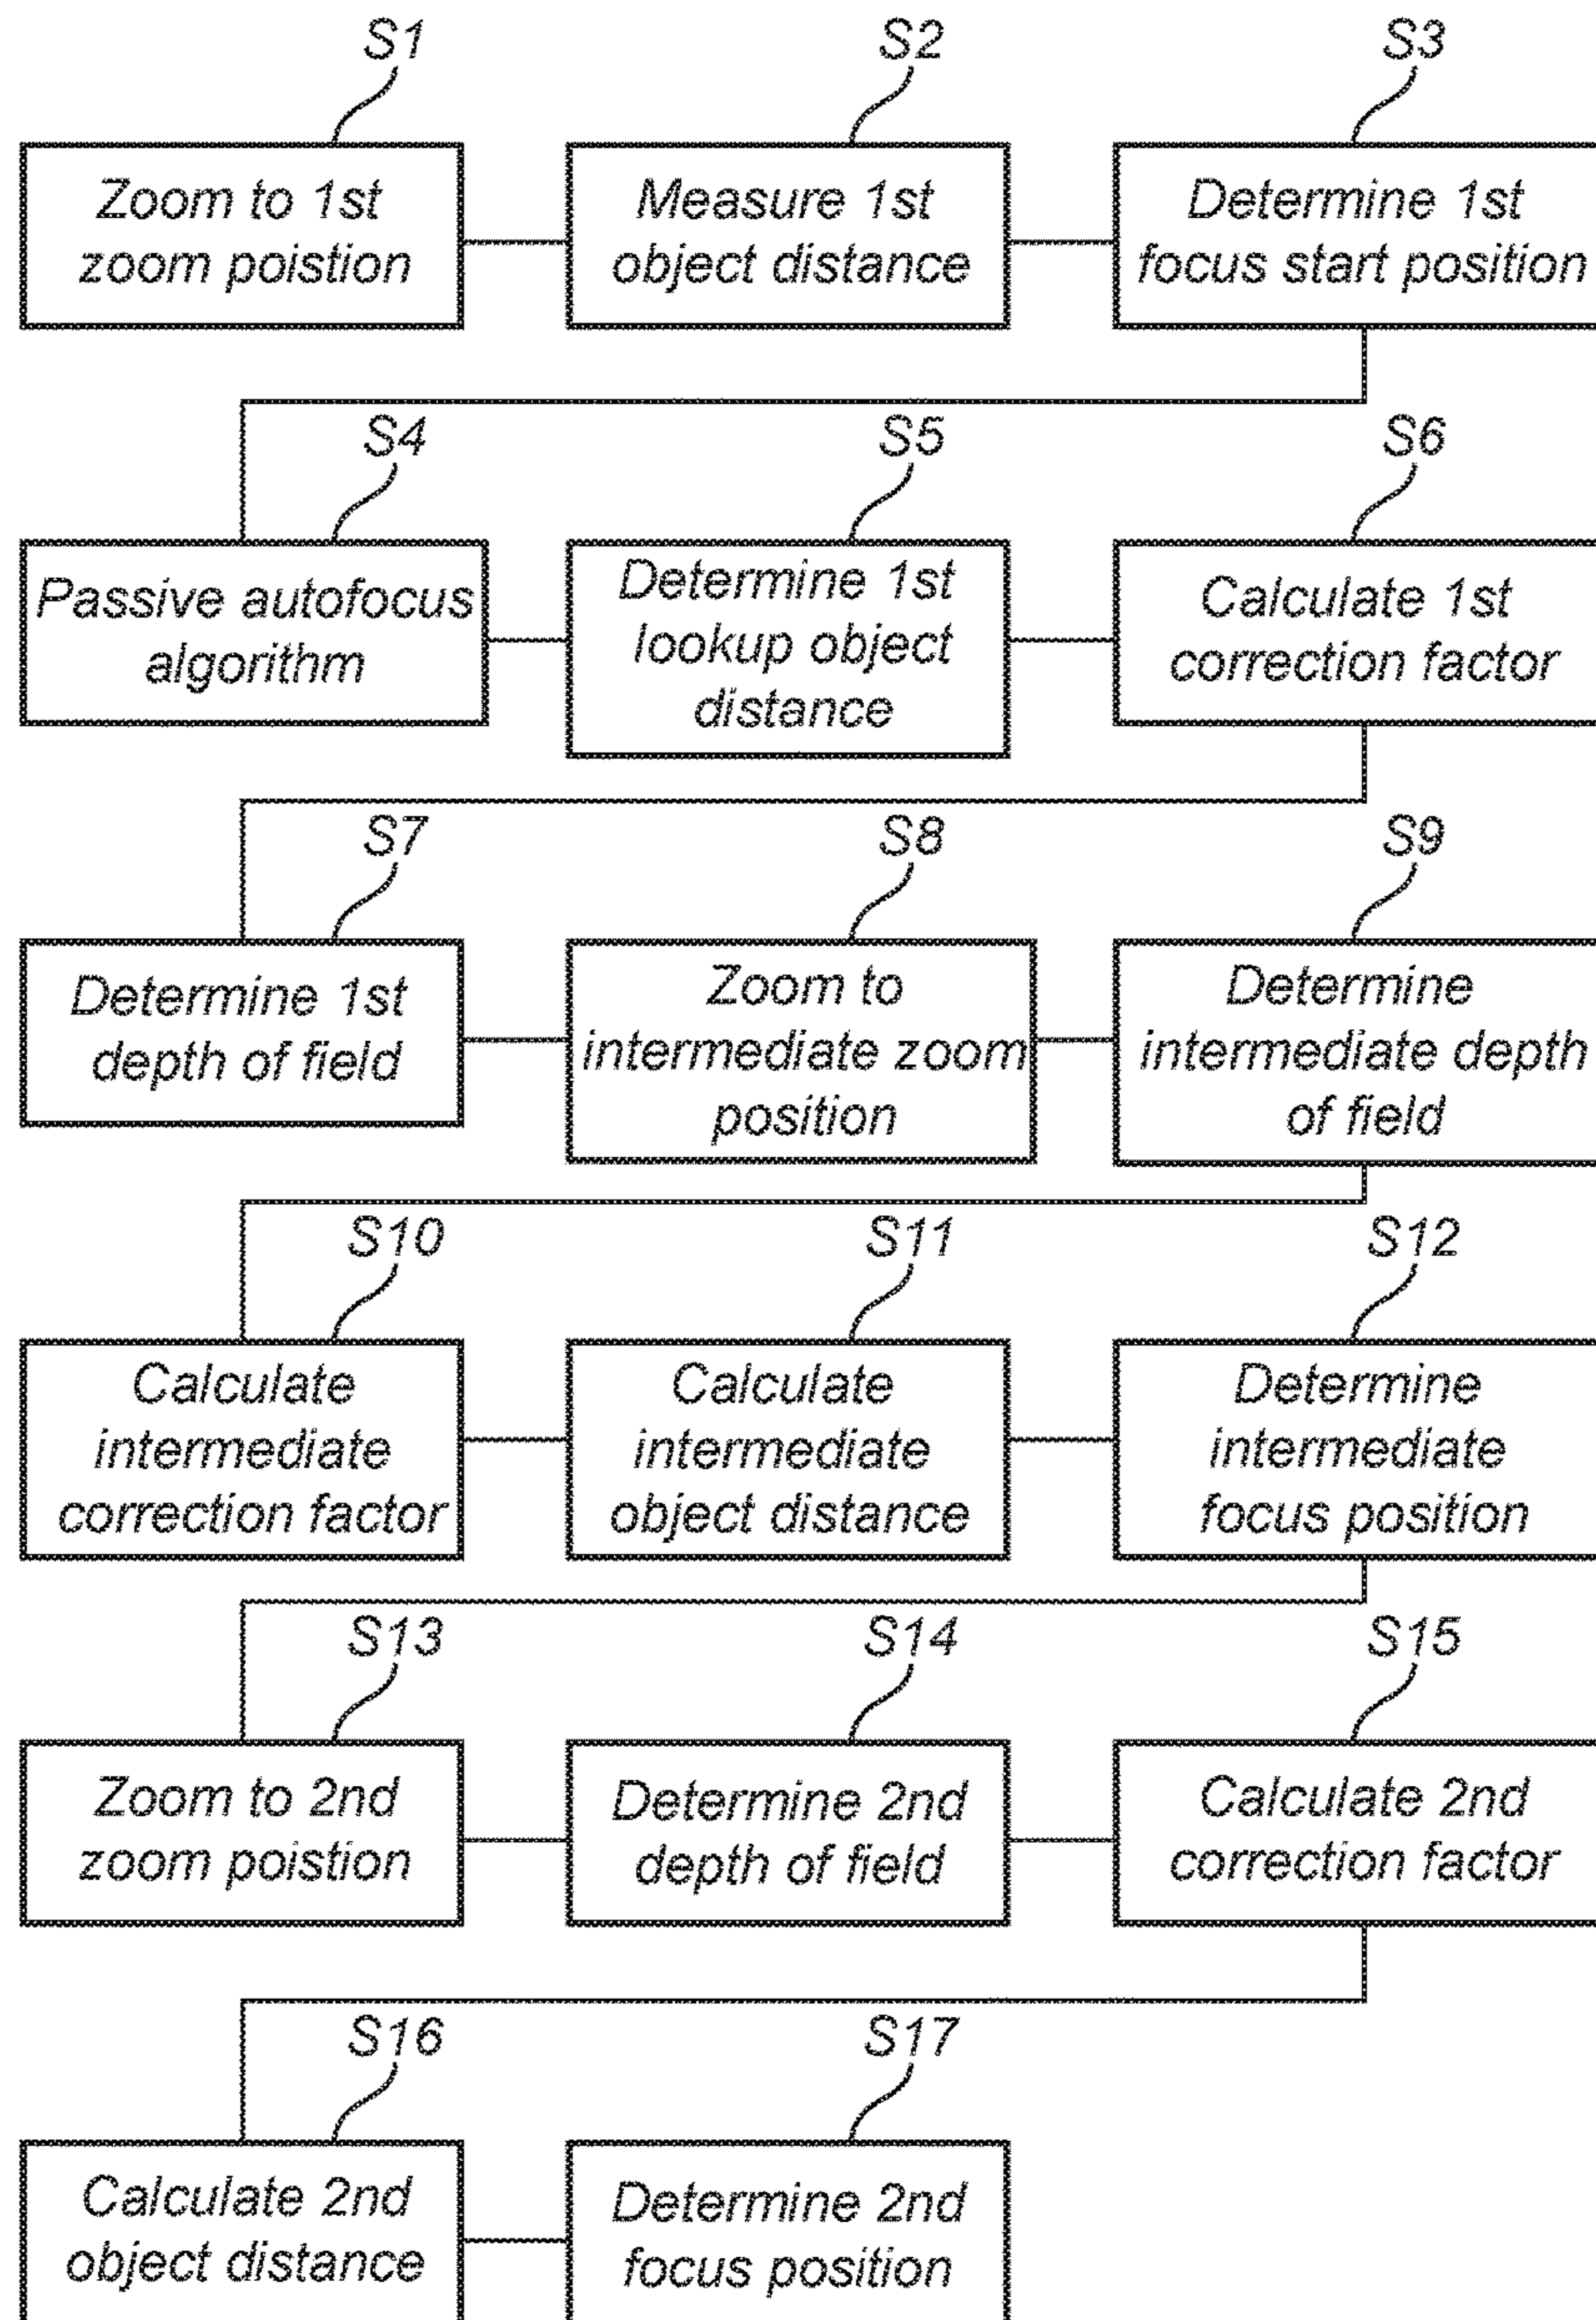 S1
S2
S3
Zoom to 1st
zoom poistion
Measure 1st
object distance
Determine 1st
focus start position
S4
S5
S6
Passive autofocus
algorithm
Determine 1st
lookup object
distance
Calculate 1st
correction factor
S7
S8
S9
Determine 1st
depth of field
Zoom to
intermediate zoom
position
Determine
intermediate depth
of field
S10
S11
S12
Calculate
intermediate
correction factor
Calculate
intermediate
object distance
Determine
intermediate
focus position
S13
S14
S15
Zoom to 2nd
zoom poistion
Determine 2nd
depth of field
Calculate 2nd
correction factor
S16
S17
Calculate 2nd
object distance
Determine 2nd
focus position